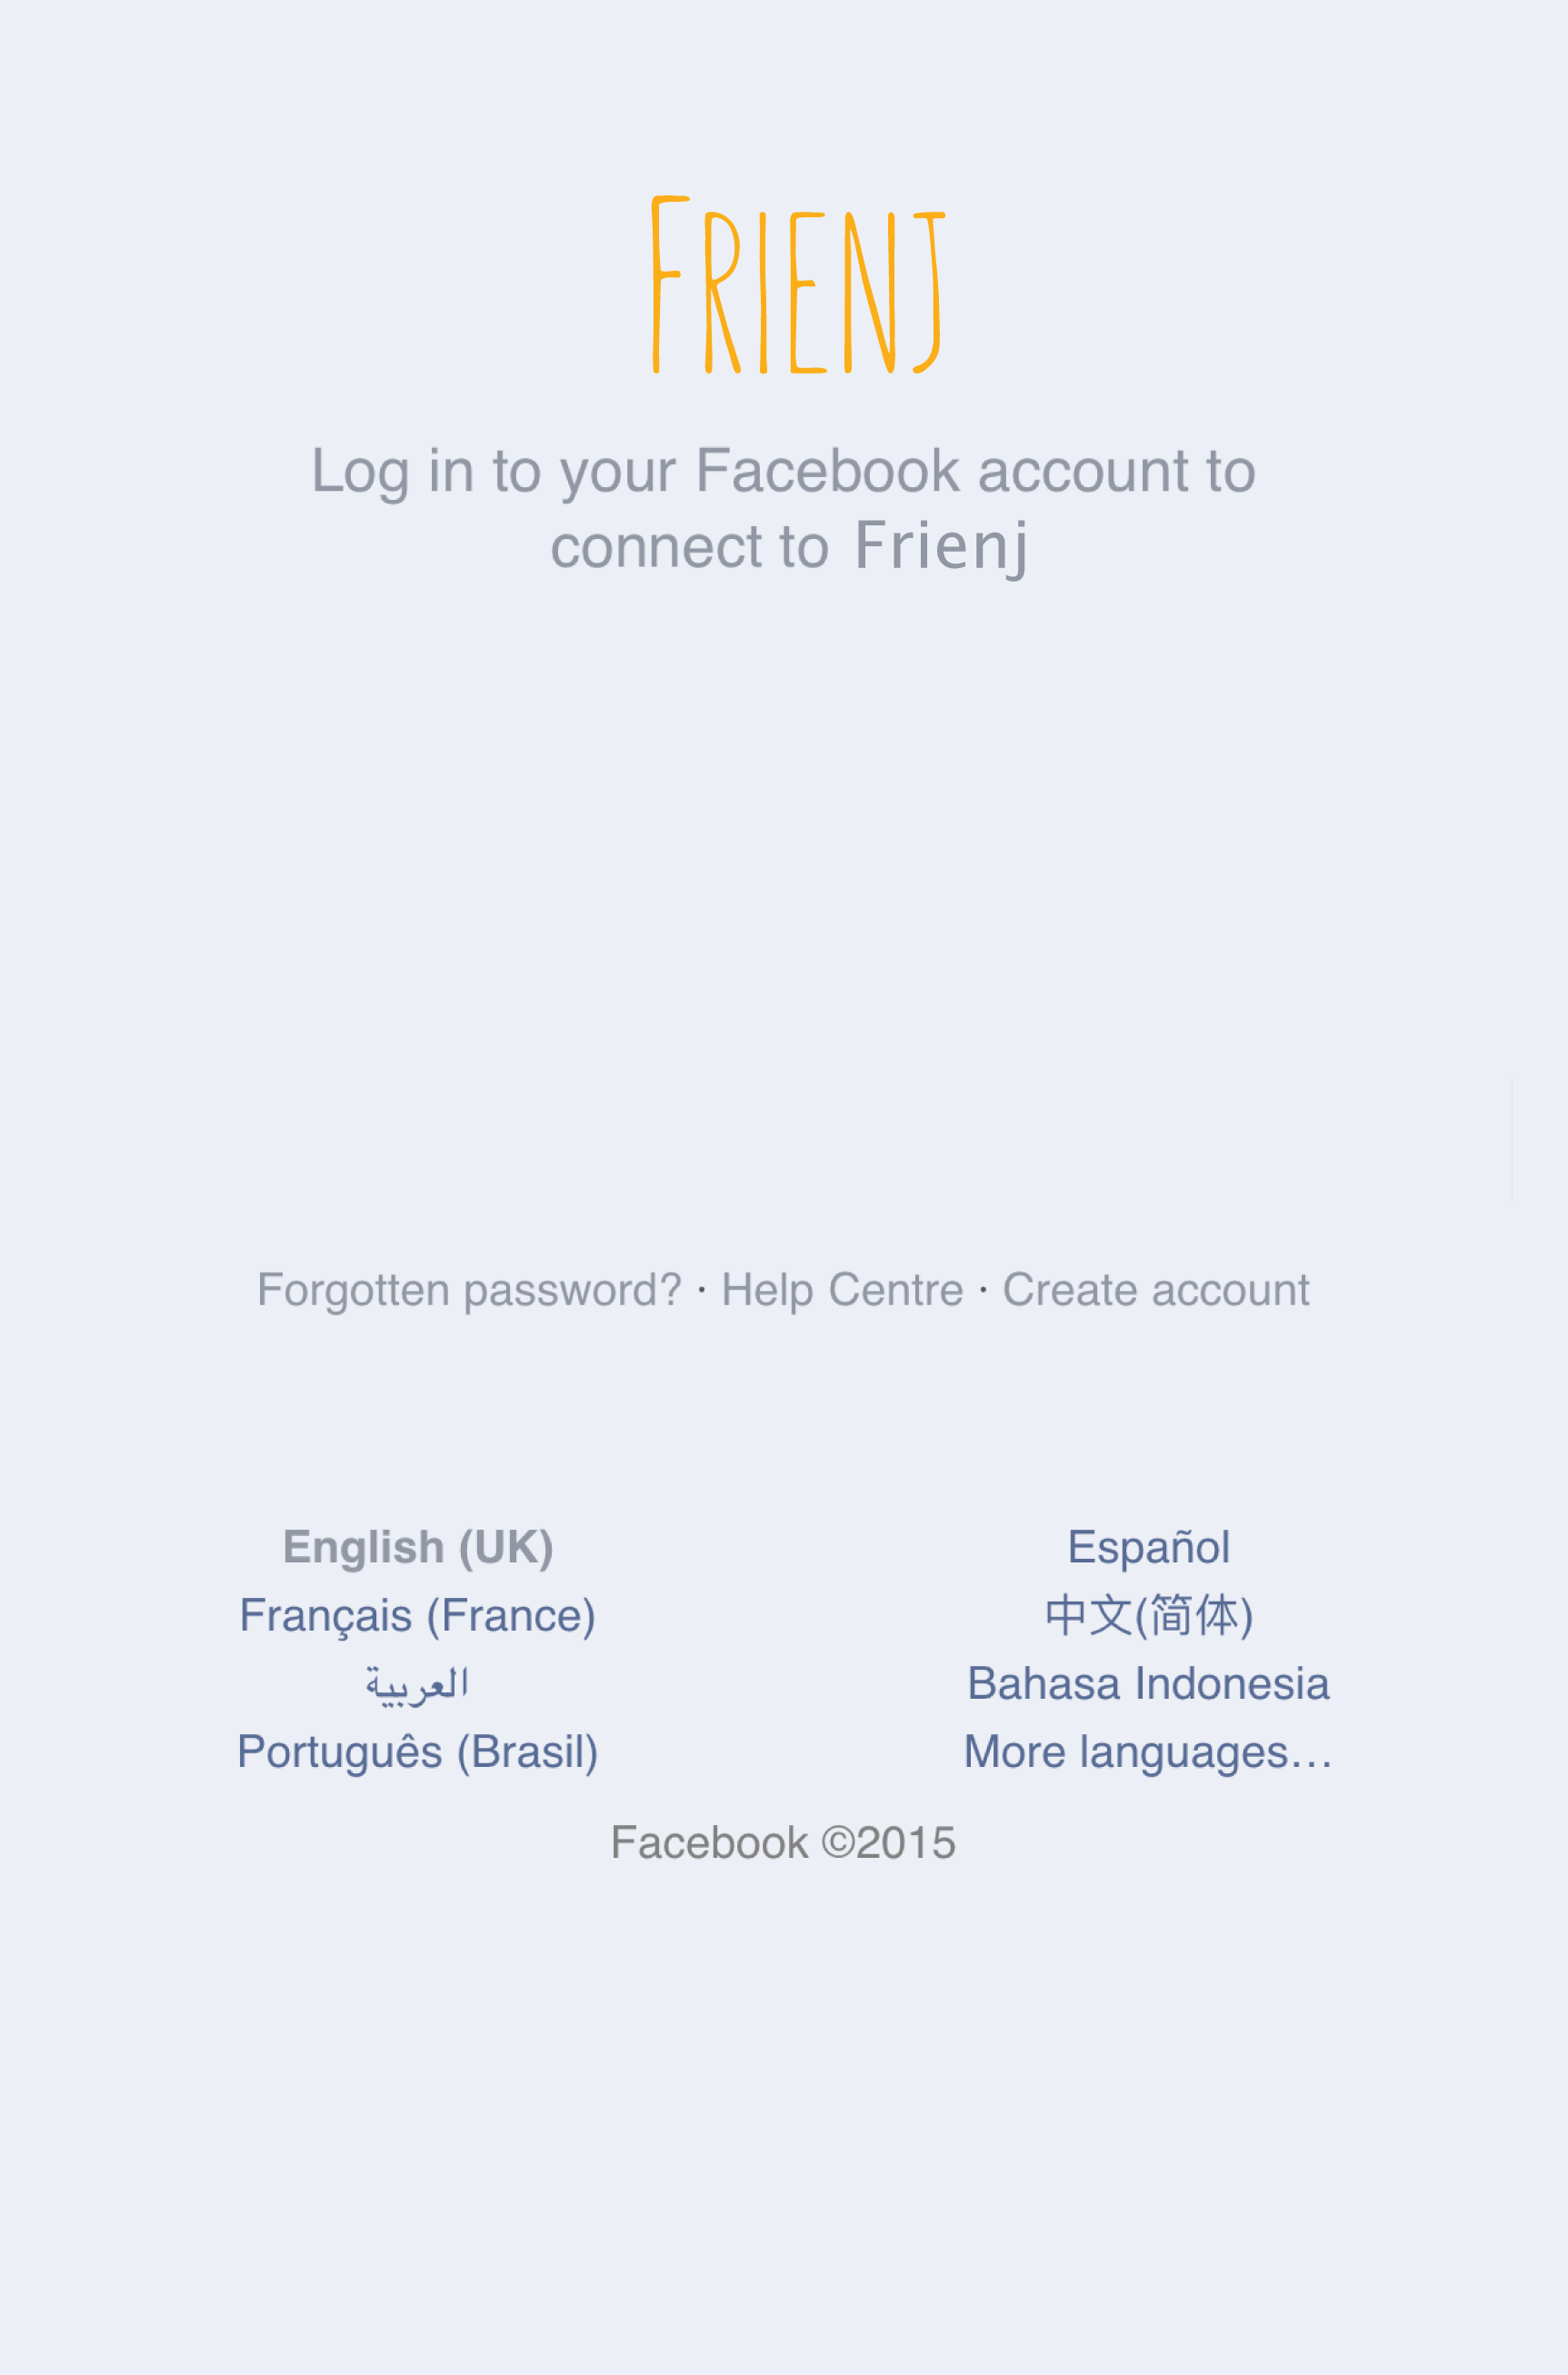 FRIENJ
Log in to your Facebook account to
connect to Frienj
Forgotten password? · Help Centre · Create account
English (UK)
Español
Français (France)
中文(简体)
العربية
Bahasa Indonesia
Português (Brasil)
More languages…
Facebook ©2015